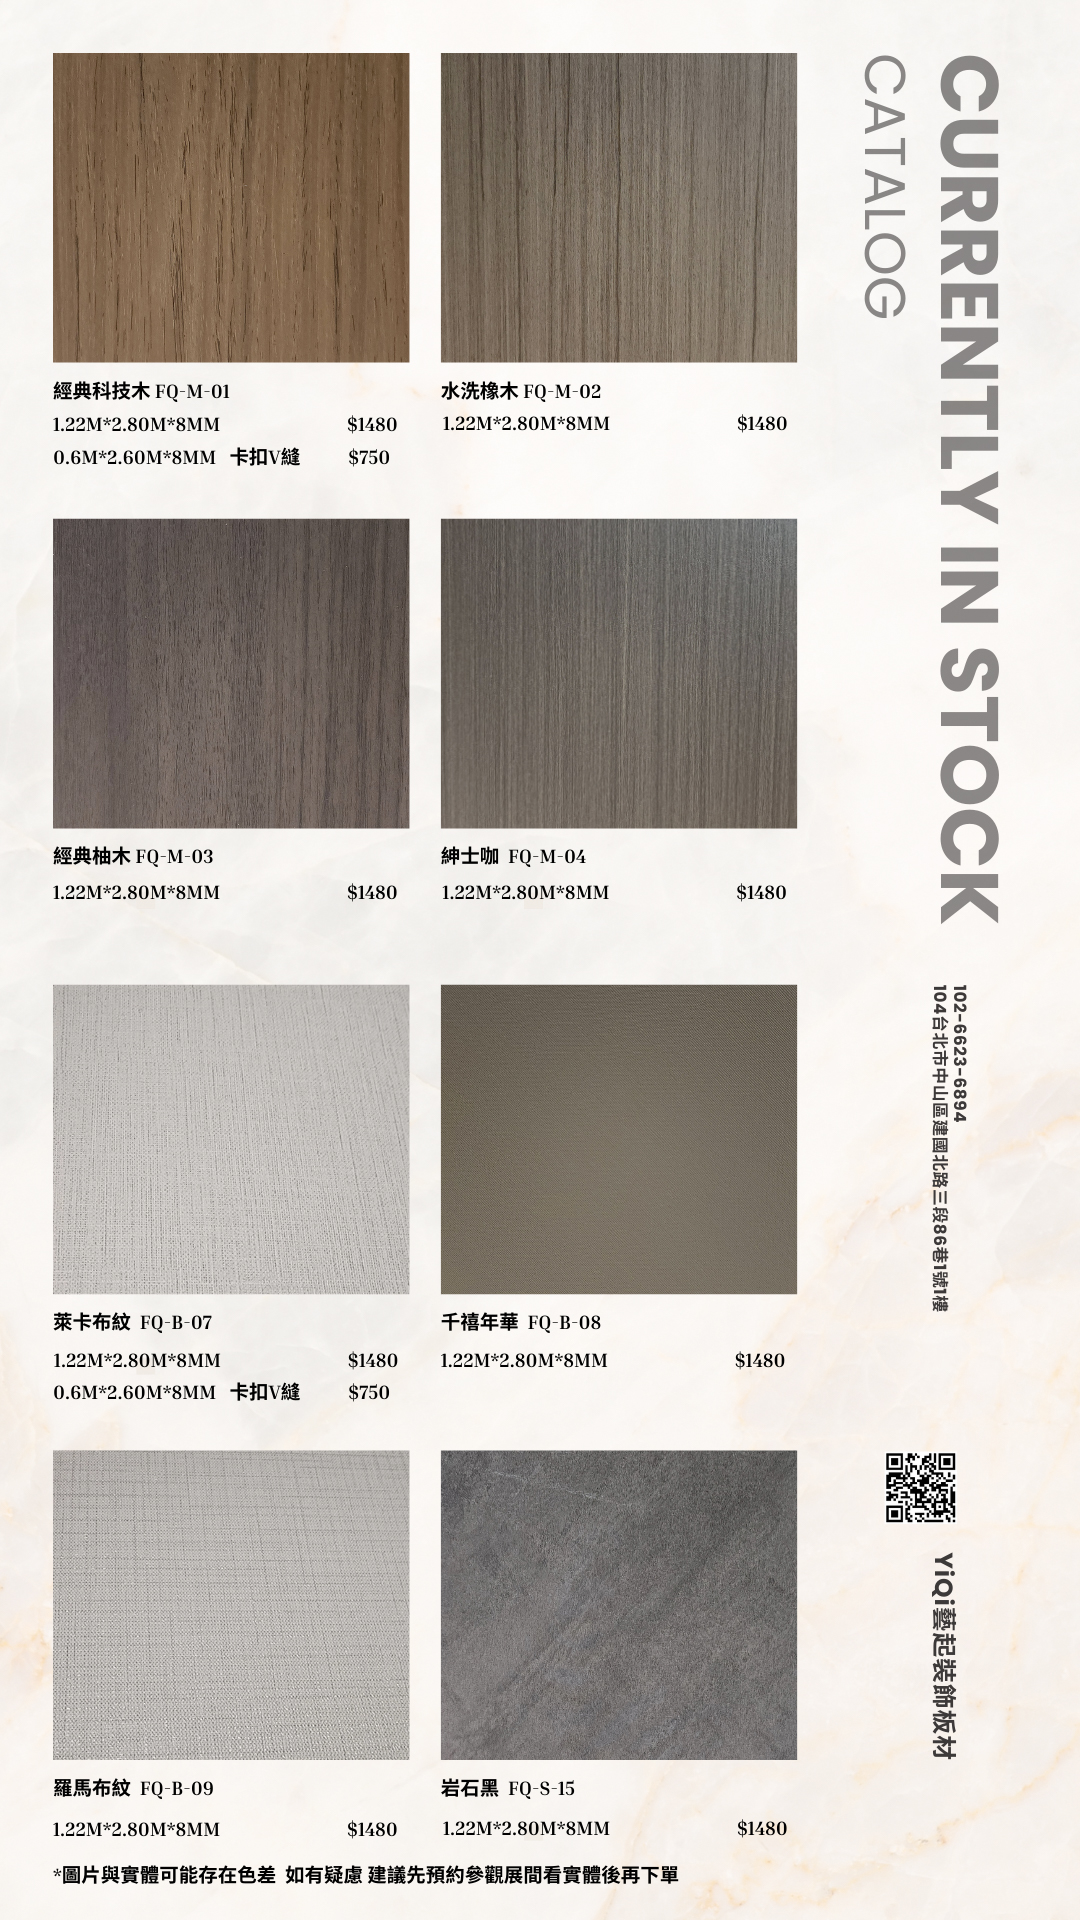 CURRENTLY IN STOCK
CATALOG
經典科技木 FQ-M-01
1.22M*2.80M*8MM $1480
0.6M*2.60M*8MM 卡扣V縫 $750
水洗橡木 FQ-M-02
1.22M*2.80M*8MM $1480
經典柚木 FQ-M-03
1.22M*2.80M*8MM $1480
紳士咖 FQ-M-04
1.22M*2.80M*8MM $1480
萊卡布紋 FQ-B-07
1.22M*2.80M*8MM $1480
0.6M*2.60M*8MM 卡扣V縫 $750
千禧年華 FQ-B-08
1.22M*2.80M*8MM $1480
羅馬布紋 FQ-B-09
1.22M*2.80M*8MM $1480
岩石黑 FQ-S-15
1.22M*2.80M*8MM $1480
*圖片與實體可能存在色差 如有疑慮 建議先預約參觀展間看實體後再下單
102-6623-6894
104台北市中山區建國北路三段86巷1號1樓
YiQi藝起裝飾板材